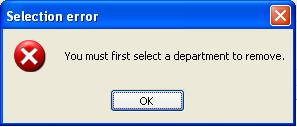 Selection error
You must first select a department to remove.
OK